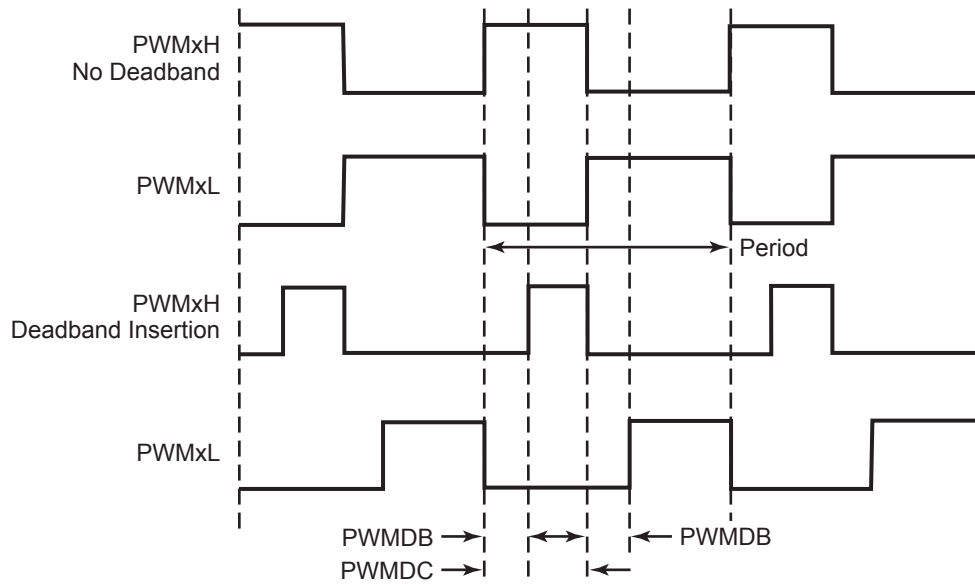 PWMxH
No Deadband
PWMxL
Period
PWMxH
Deadband Insertion
PWMxL
PWMDB
PWMDB
PWMDC